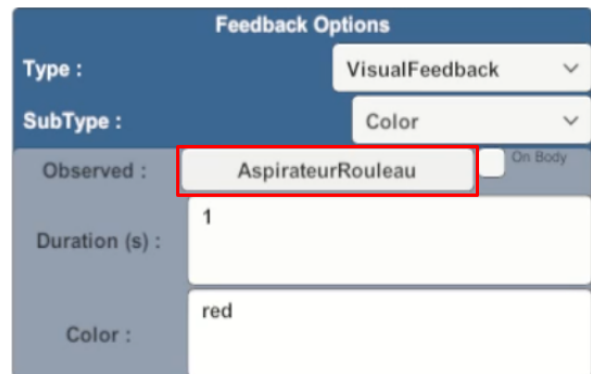 Feedback Options
Type : VisualFeedback
SubType : Color
Observed : AspirateurRouleau On Body
Duration (s) : 1
Color : red